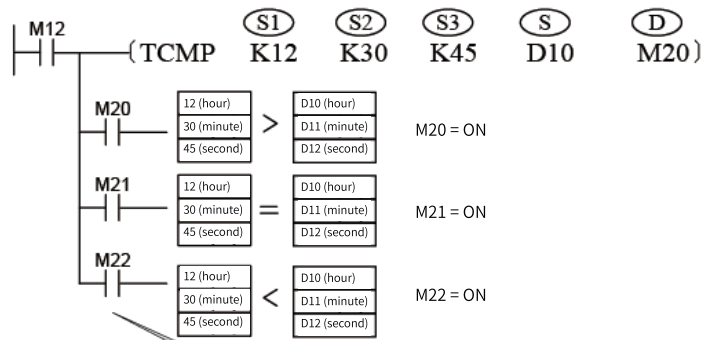 S1 S2 S3 S D
M12
(TCMP K12 K30 K45 D10 M20)
M20
12 (hour) D10 (hour)
30 (minute) > D11 (minute) M20 = ON
45 (second) D12 (second)
M21
12 (hour) D10 (hour)
30 (minute) = D11 (minute) M21 = ON
45 (second) D12 (second)
M22
12 (hour) D10 (hour)
30 (minute) < D11 (minute) M22 = ON
45 (second) D12 (second)